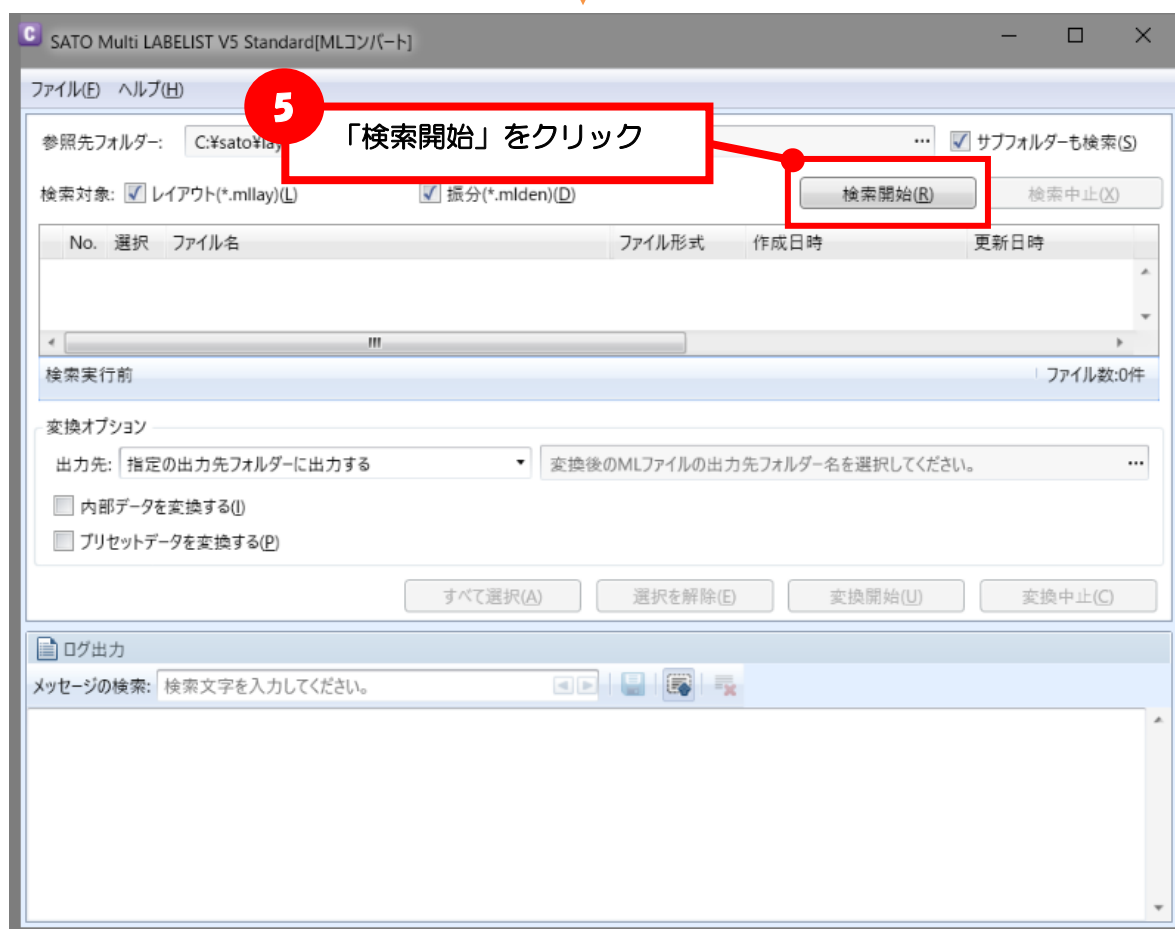 SATO Multi LABELIST V5 Standard[MLコンバート]
ファイル(F) ヘルプ(H)
5
「検索開始」をクリック
参照先フォルダー: C:¥sato¥lay ... サブフォルダーも検索(S)
検索対象: レイアウト(*.mllay)(L) 振分(*.mlden)(D) 検索開始(R) 検索中止(X)
No. 選択 ファイル名 ファイル形式 作成日時 更新日時
検索実行前 ファイル数:0件
変換オプション
出力先: 指定の出力先フォルダーに出力する 変換後のMLファイルの出力先フォルダー名を選択してください。 ...
内部データを変換する(I)
プリセットデータを変換する(P)
すべて選択(A) 選択を解除(E) 変換開始(U) 変換中止(C)
ログ出力
メッセージの検索: 検索文字を入力してください。